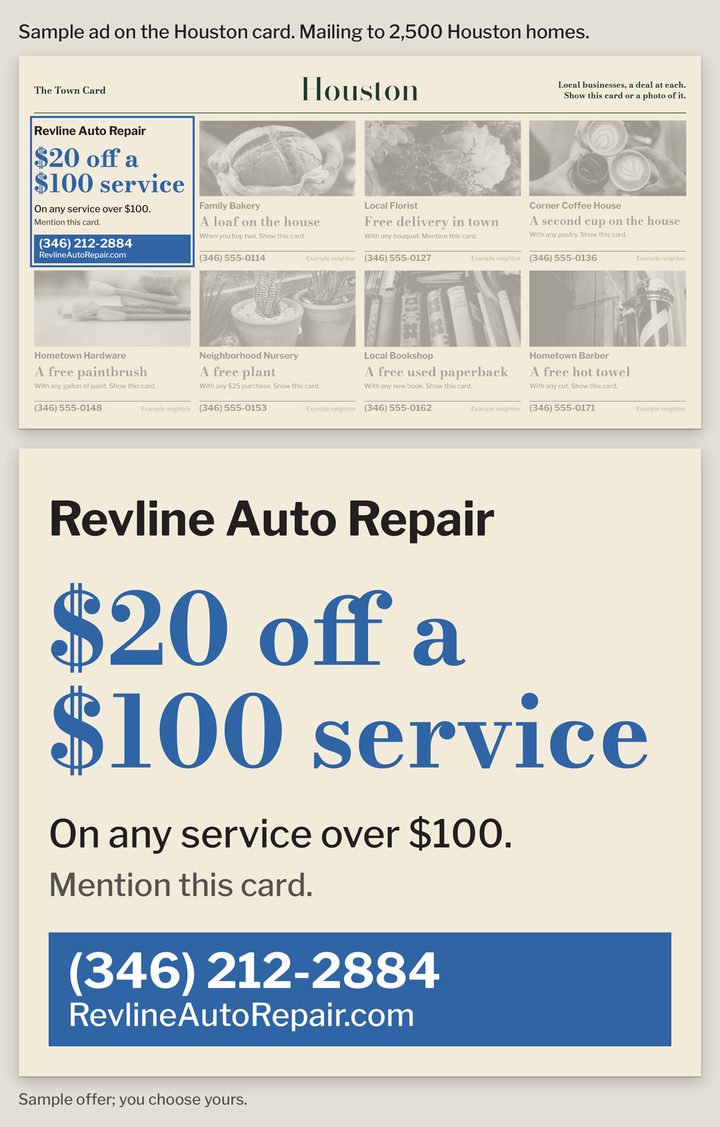 Sample ad on the Houston card. Mailing to 2,500 Houston homes.
The Town Card
Houston
Local businesses, a deal at each.
Show this card or a photo of it.
Revline Auto Repair
$20 off a
$100 service
On any service over $100.
Mention this card.
(346) 212-2884
RevlineAutoRepair.com
Family Bakery
A loaf on the house
When you buy two. Show this card.
(346) 555-0114
Example neighbor
Local Florist
Free delivery in town
With any bouquet. Mention this card.
(346) 555-0127
Example neighbor
Corner Coffee House
A second cup on the house
With any pastry. Show this card.
(346) 555-0136
Example neighbor
Hometown Hardware
A free paintbrush
With any gallon of paint. Show this card.
(346) 555-0148
Example neighbor
Neighborhood Nursery
A free plant
With any $25 purchase. Show this card.
(346) 555-0153
Example neighbor
Local Bookshop
A free used paperback
With any new book. Show this card.
(346) 555-0162
Example neighbor
Hometown Barber
A free hot towel
With any cut. Show this card.
(346) 555-0171
Example neighbor
Revline Auto Repair
$20 off a
$100 service
On any service over $100.
Mention this card.
(346) 212-2884
RevlineAutoRepair.com
Sample offer; you choose yours.